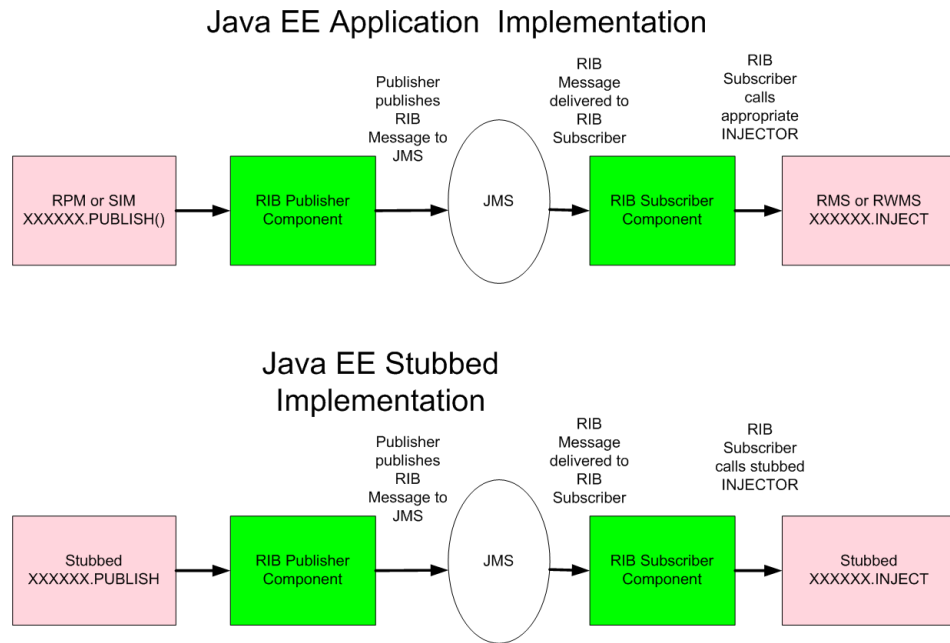 Java EE Application  Implementation
Publisher
publishes
RIB
Message to
JMS
RIB
Message
delivered to
RIB
Subscriber
RIB
Subscriber
calls
appropriate
INJECTOR
RPM or SIM
XXXXXX.PUBLISH()
RIB Publisher
Component
JMS
RIB Subscriber
Component
RMS or RWMS
XXXXXX.INJECT
Java EE Stubbed
Implementation
Publisher
publishes
RIB
Message to
JMS
RIB
Message
delivered to
RIB
Subscriber
RIB
Subscriber
calls stubbed
INJECTOR
Stubbed
XXXXXX.PUBLISH
RIB Publisher
Component
JMS
RIB Subscriber
Component
Stubbed
XXXXXX.INJECT